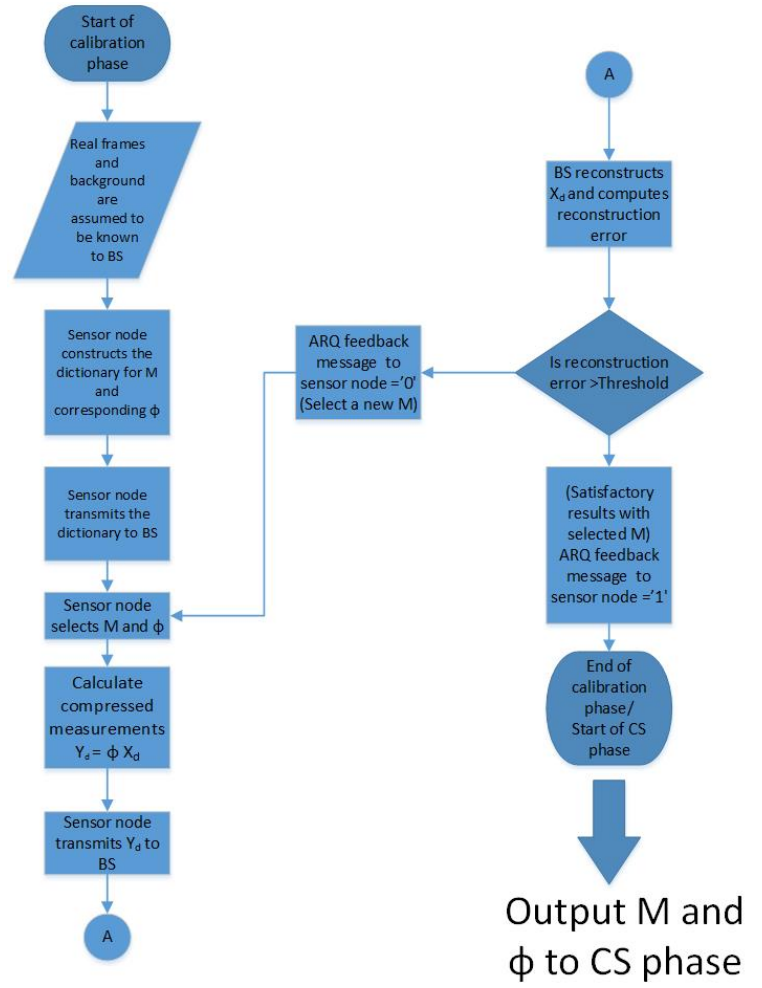 Start of
calibration
phase
Real frames
and
background
are
assumed to
be known
to BS
Sensor node
constructs the
dictionary for M
and
corresponding ϕ
Sensor node
transmits the
dictionary to BS
Sensor node
selects M and ϕ
Calculate
compressed
measurements
Yd = ϕ Xd
Sensor node
transmits Yd to
BS
A
A
BS reconstructs
Xd and computes
reconstruction
error
Is reconstruction
error >Threshold
ARQ feedback
message to
sensor node ='0'
(Select a new M)
(Satisfactory
results with
selected M)
ARQ feedback
message to
sensor node ='1'
End of
calibration
phase/
Start of CS
phase
Output M and
ϕ to CS phase